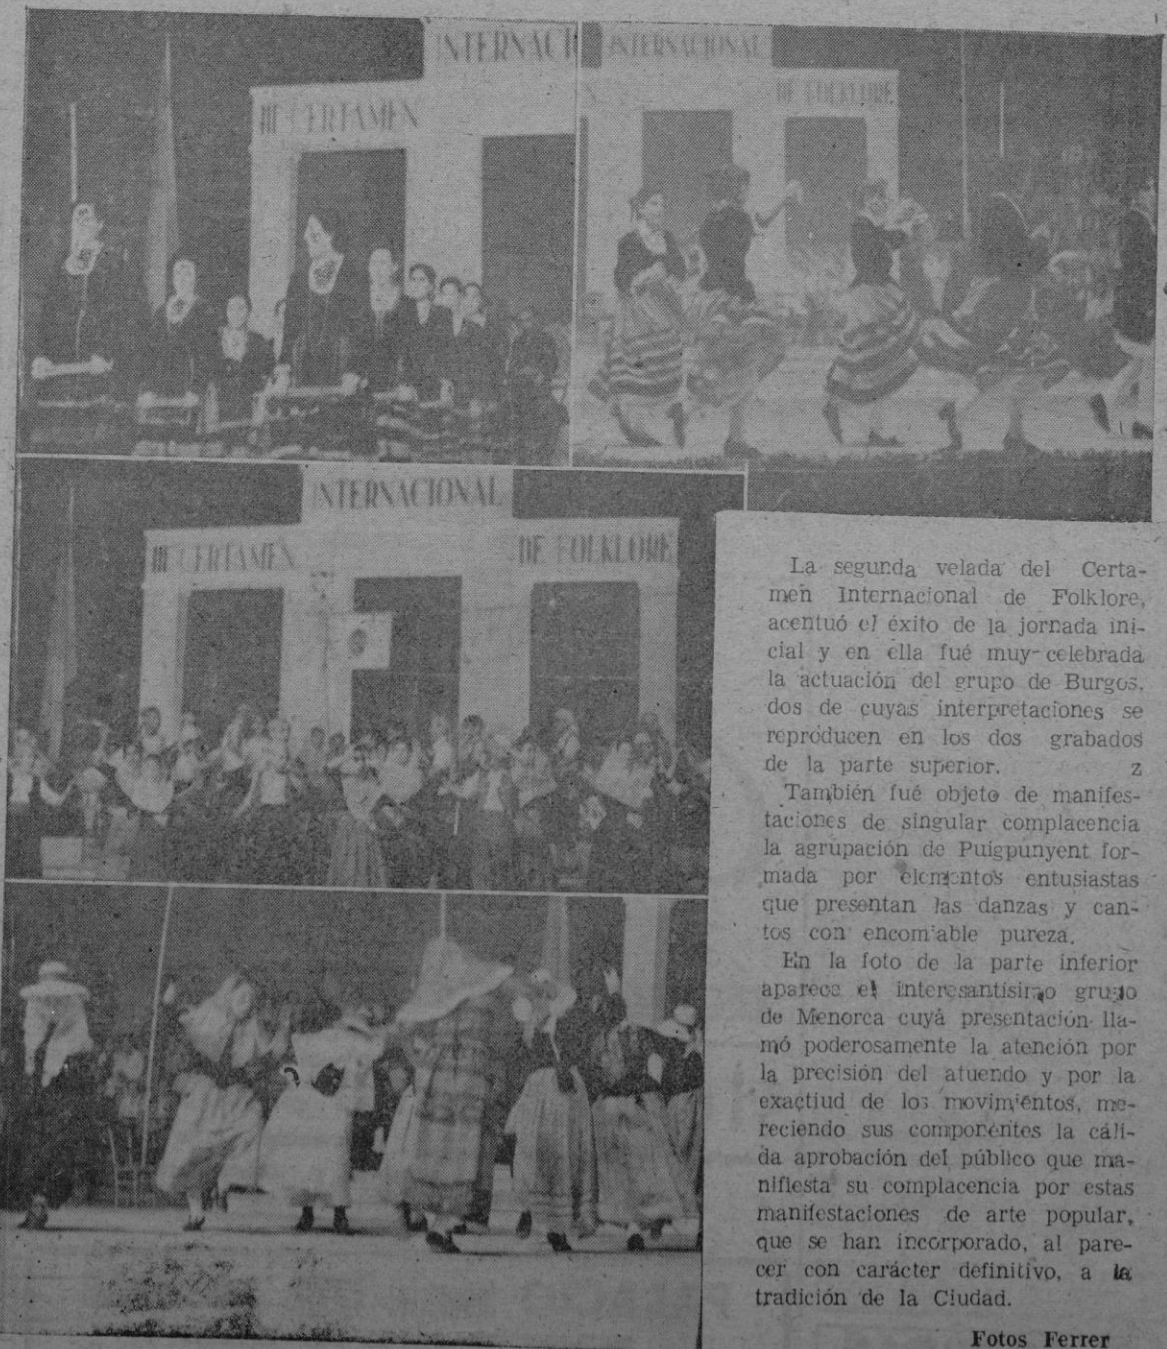 INTERNACI
III CERTAMEN
INTERNACIONAL
DE FOLKLORE
INTERNACIONAL
III CERTAMEN
DE FOLKLORE
La segunda velada del Certa-
men Internacional de Folklore,
acentuó el éxito de la jornada ini-
cial y en ella fué muy celebrada
la actuación del grupo de Burgos,
dos de cuyas interpretaciones se
reproducen en los dos grabados
de la parte superior. z
También fué objeto de manifes-
taciones de singular complacencia
la agrupación de Puigpunyent for-
mada por elementos entusiastas
que presentan las danzas y can-
tos con encomiable pureza.
En la foto de la parte inferior
aparece el interesantísimo grupo
de Menorca cuya presentación lla-
mó poderosamente la atención por
la precisión del atuendo y por la
exactiud de los movimientos, me-
reciendo sus componentes la cáli-
da aprobación del público que ma-
nifiesta su complacencia por estas
manifestaciones de arte popular,
que se han incorporado, al pare-
cer con carácter definitivo, a la
tradición de la Ciudad.
Fotos Ferrer